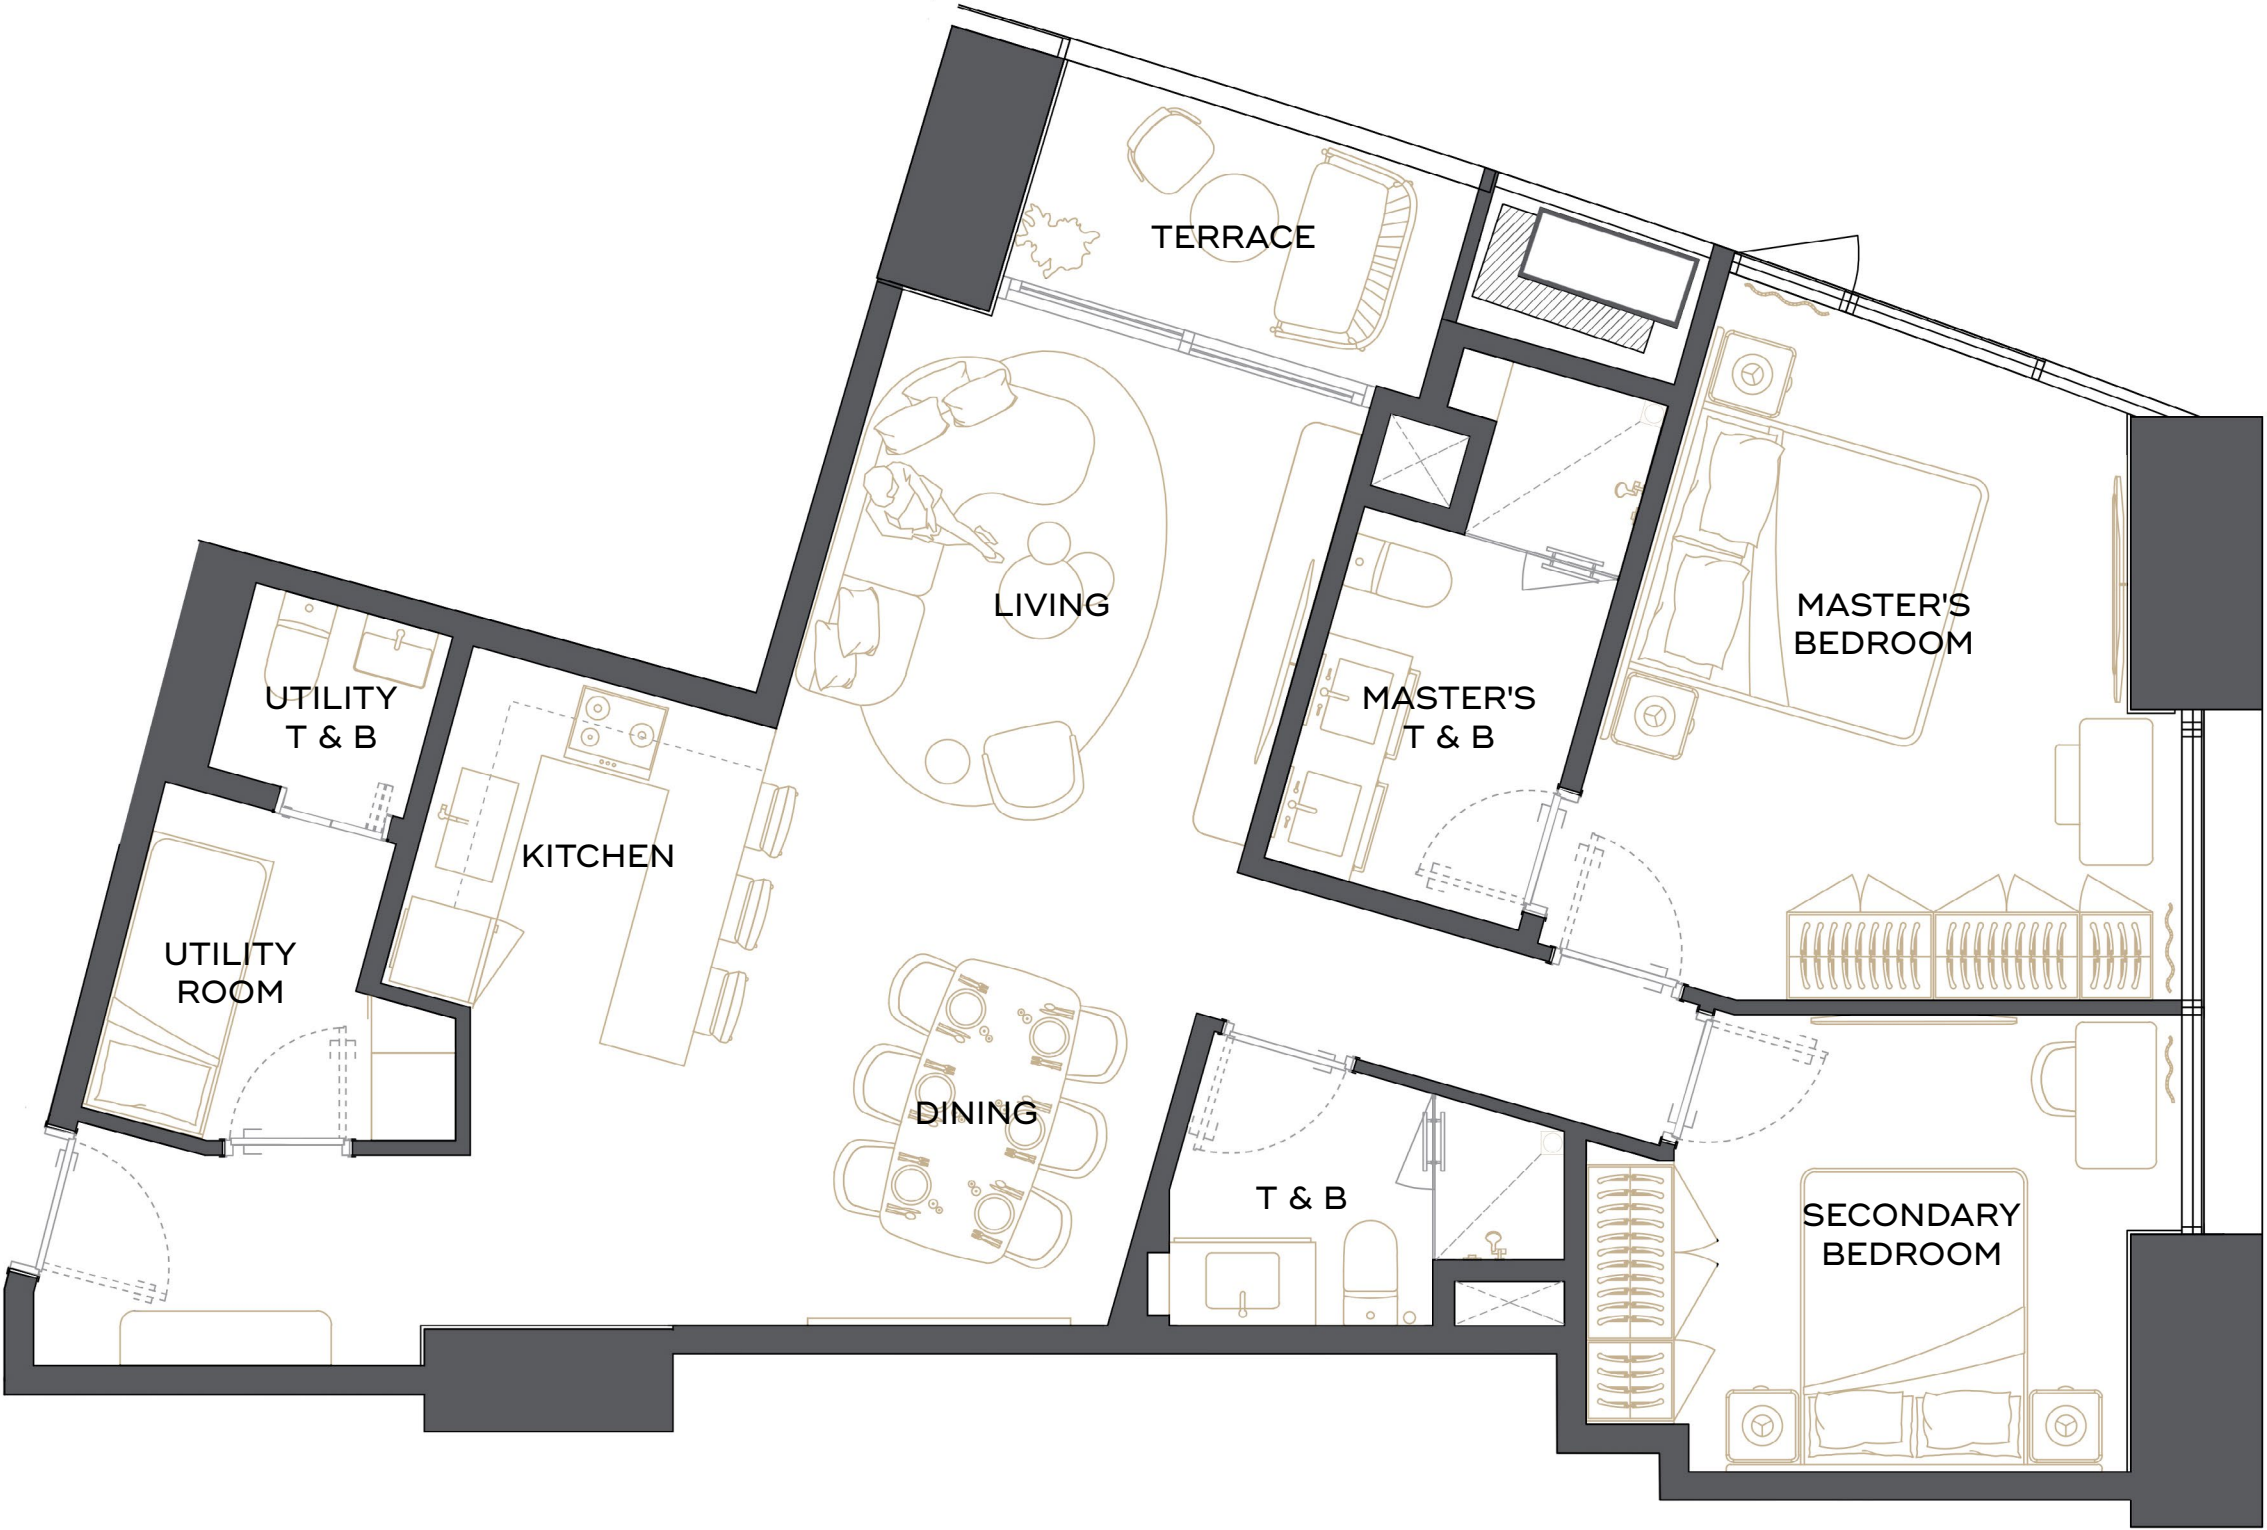 TERRACE
LIVING
MASTER'S
BEDROOM
UTILITY
T & B
MASTER'S
T & B
KITCHEN
UTILITY
ROOM
DINING
T & B
SECONDARY
BEDROOM